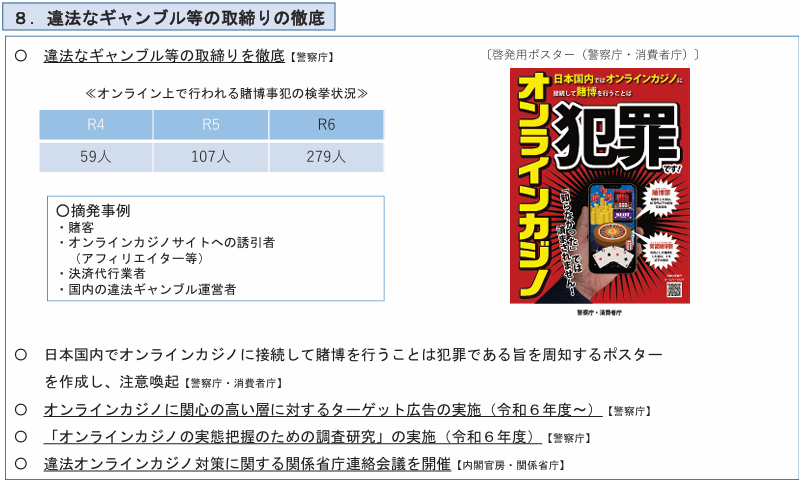 ８．違法なギャンブル等の取締りの徹底
〇 違法なギャンブル等の取締りを徹底【警察庁】
〔啓発用ポスター（警察庁・消費者庁）〕
≪オンライン上で行われる賭博事犯の検挙状況≫
R4 R5 R6
59人 107人 279人
〇摘発事例
・賭客
・オンラインカジノサイトへの誘引者
（アフィリエイター等）
・決済代行業者
・国内の違法ギャンブル運営者
オンラインカジノ
日本国内ではオンラインカジノに
接続して賭博を行うことは
犯罪
です!
「知らなかった」では
済まされません!
賭博罪
常習賭博罪
SLOT
警察庁・消費者庁
〇 日本国内でオンラインカジノに接続して賭博を行うことは犯罪である旨を周知するポスター
を作成し、注意喚起【警察庁・消費者庁】
〇 オンラインカジノに関心の高い層に対するターゲット広告の実施（令和６年度～）【警察庁】
〇 「オンラインカジノの実態把握のための調査研究」の実施（令和６年度）【警察庁】
〇 違法オンラインカジノ対策に関する関係省庁連絡会議を開催【内閣官房・関係省庁】